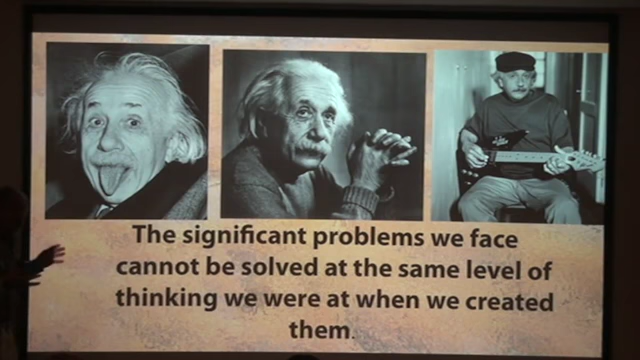 The significant problems we face
cannot be solved at the same level of
thinking we were at when we created
them.